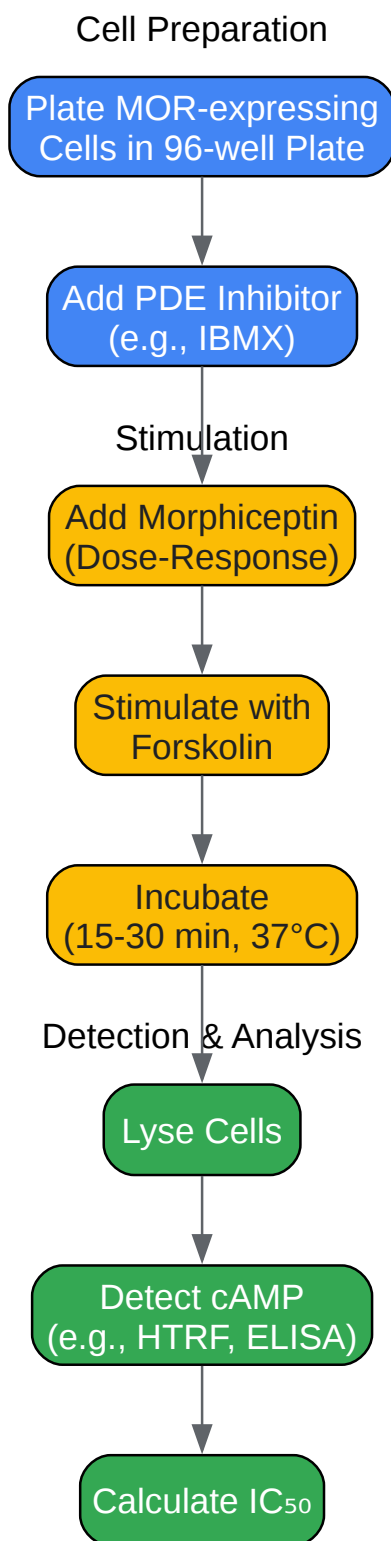 Cell Preparation
Plate MOR-expressing
Cells in 96-well Plate
Add PDE Inhibitor
(e.g., IBMX)
Stimulation
Add Morphiceptin
(Dose-Response)
Stimulate with
Forskolin
Incubate
(15-30 min, 37°C)
Detection & Analysis
Lyse Cells
Detect cAMP
(e.g., HTRF, ELISA)
Calculate IC₅₀